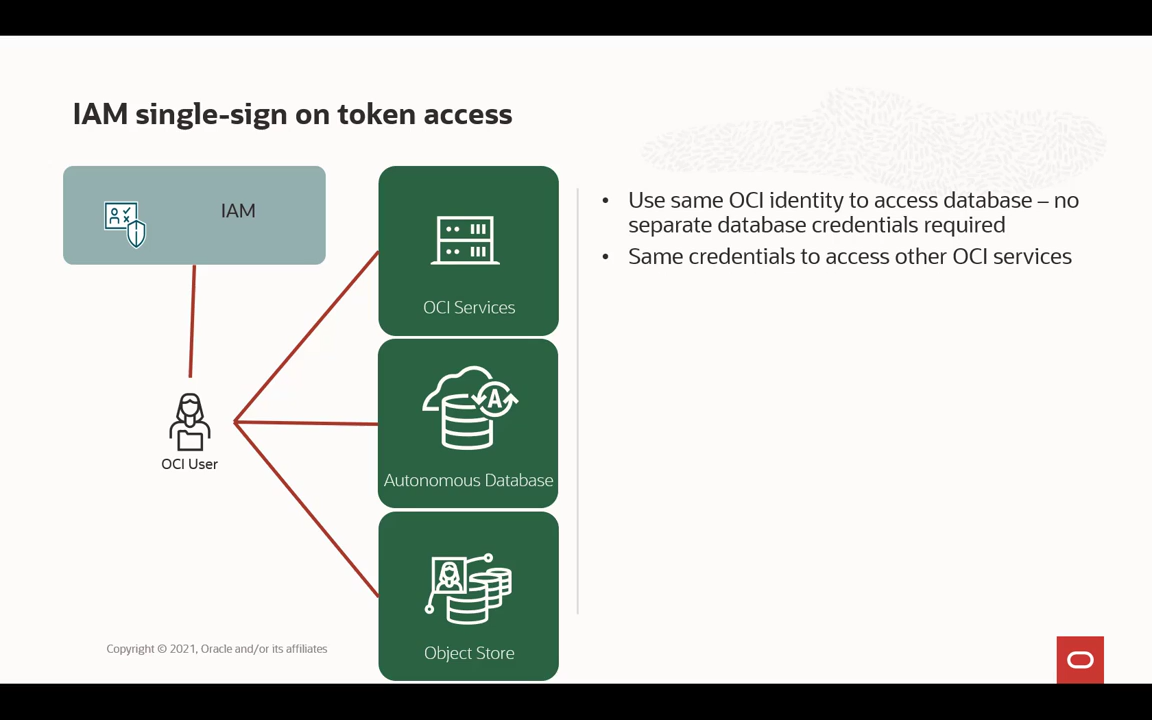 IAM single-sign on token access
IAM
OCI User
OCI Services
Autonomous Database
Object Store
• Use same OCI identity to access database – no
separate database credentials required
• Same credentials to access other OCI services
Copyright © 2021, Oracle and/or its affiliates